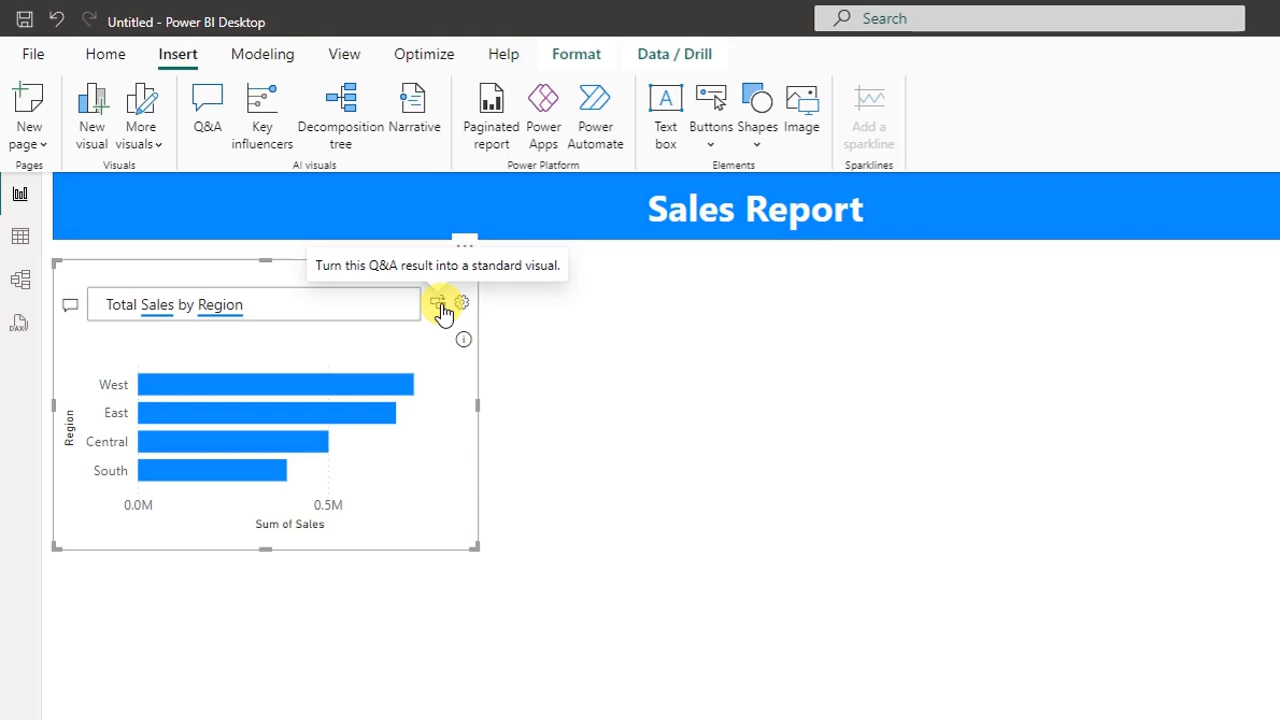 Untitled - Power BI Desktop
Search
File Home Insert Modeling View Optimize Help Format Data / Drill
New page
New visual
More visuals
Q&A
Key influencers
Decomposition tree
Narrative
Paginated report
Power Apps
Power Automate
Text box
Buttons
Shapes
Image
Add a sparkline
Pages
Visuals
AI visuals
Power Platform
Elements
Sparklines
Sales Report
Turn this Q&A result into a standard visual.
Total Sales by Region
Region
West
East
Central
South
0.0M 0.5M
Sum of Sales
DAX